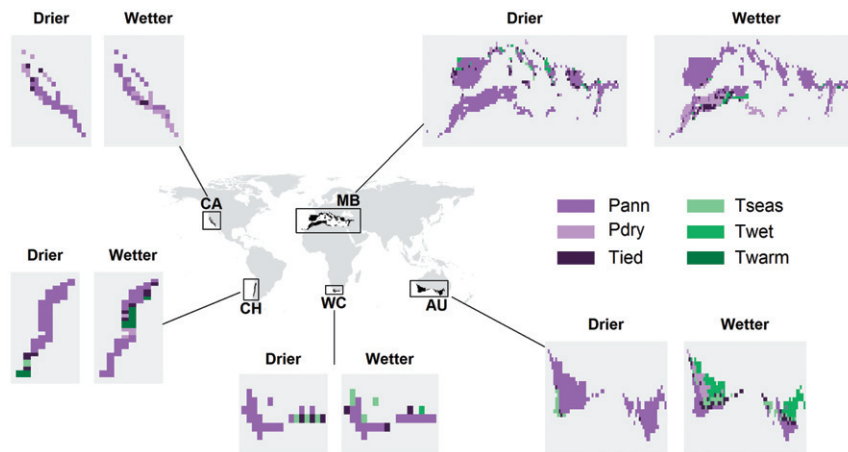 Drier Wetter
Drier Wetter
CA
MB
CH
WC
AU
Pann
Pdry
Tied
Tseas
Twet
Twarm
Drier Wetter
Drier Wetter
Drier Wetter